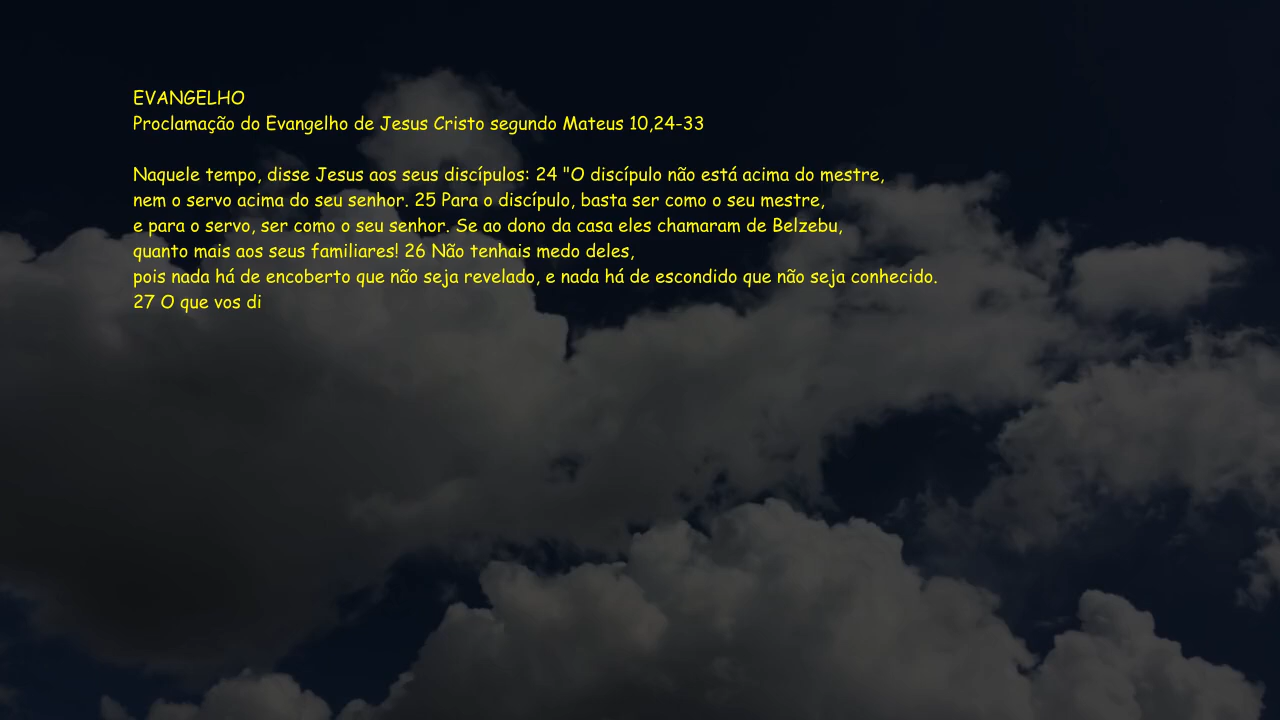 EVANGELHO
Proclamação do Evangelho de Jesus Cristo segundo Mateus 10,24-33
Naquele tempo, disse Jesus aos seus discípulos: 24 "O discípulo não está acima do mestre,
nem o servo acima do seu senhor. 25 Para o discípulo, basta ser como o seu mestre,
e para o servo, ser como o seu senhor. Se ao dono da casa eles chamaram de Belzebu,
quanto mais aos seus familiares! 26 Não tenhais medo deles,
pois nada há de encoberto que não seja revelado, e nada há de escondido que não seja conhecido.
27 O que vos di